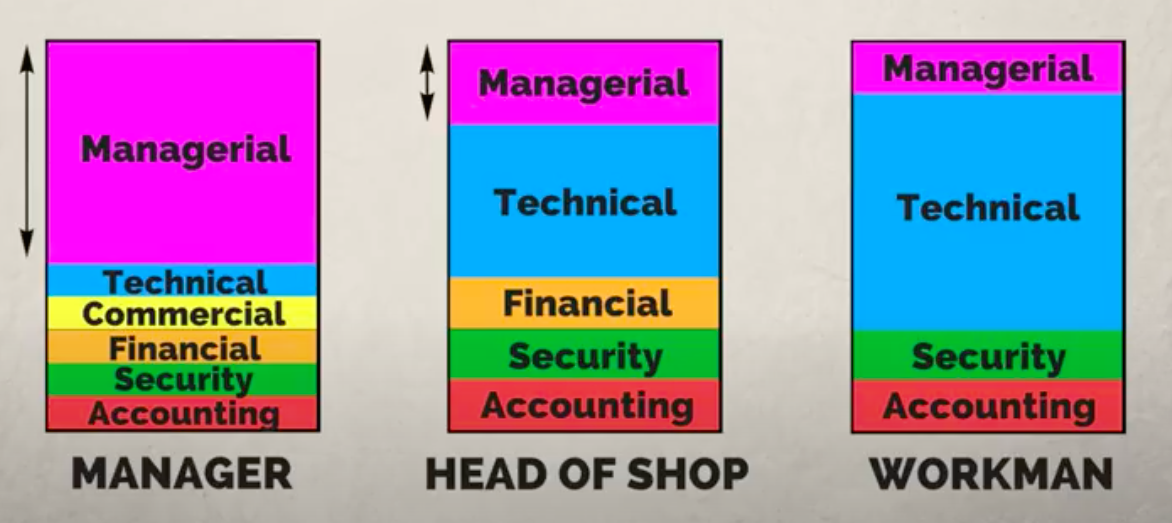 Managerial
Technical
Commercial
Financial
Security
Accounting
MANAGER
Managerial
Technical
Financial
Security
Accounting
HEAD OF SHOP
Managerial
Technical
Security
Accounting
WORKMAN